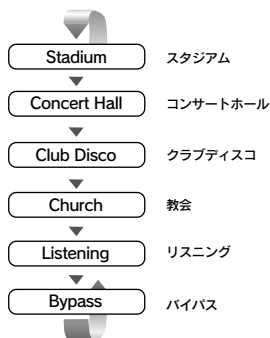 Stadium スタジアム
Concert Hall コンサートホール
Club Disco クラブディスコ
Church 教会
Listening リスニング
Bypass バイパス